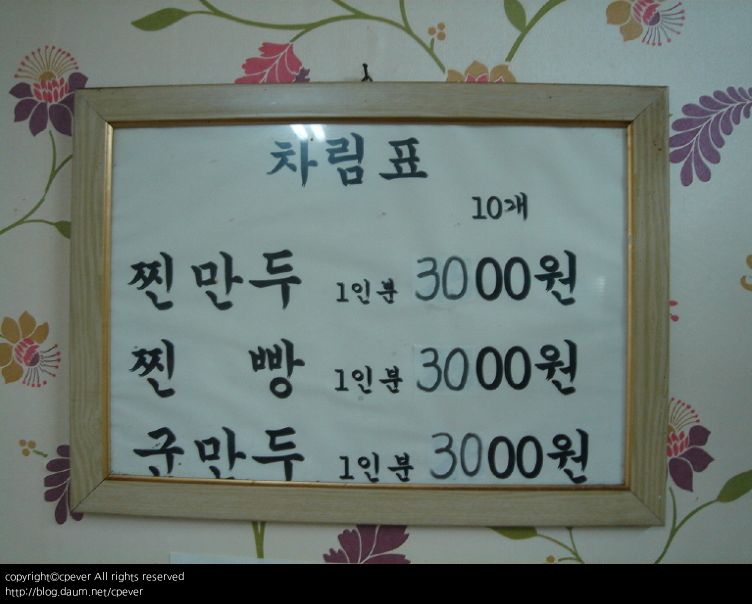 차림표
10개
찐만두 1인분 3000원
찐 빵 1인분 3000원
군만두 1인분 3000원
copyright©cpever All rights reserved
http://blog.daum.net/cpever